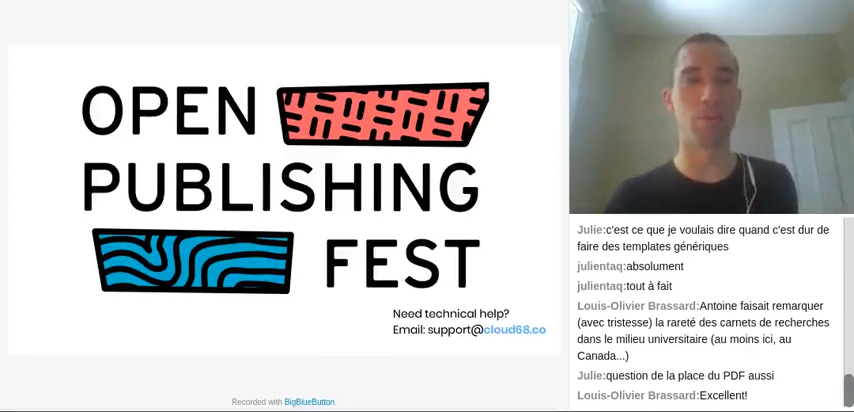 OPEN
PUBLISHING
FEST
Need technical help?
Email: support@cloud68.co
Recorded with BigBlueButton.
Julie:c'est ce que je voulais dire quand c'est dur de
faire des templates génériques
julientaq:absolument
julientaq:tout à fait
Louis-Olivier Brassard:Antoine faisait remarquer
(avec tristesse) la rareté des carnets de recherches
dans le milieu universitaire (au moins ici, au
Canada...)
Julie:question de la place du PDF aussi
Louis-Olivier Brassard:Excellent!